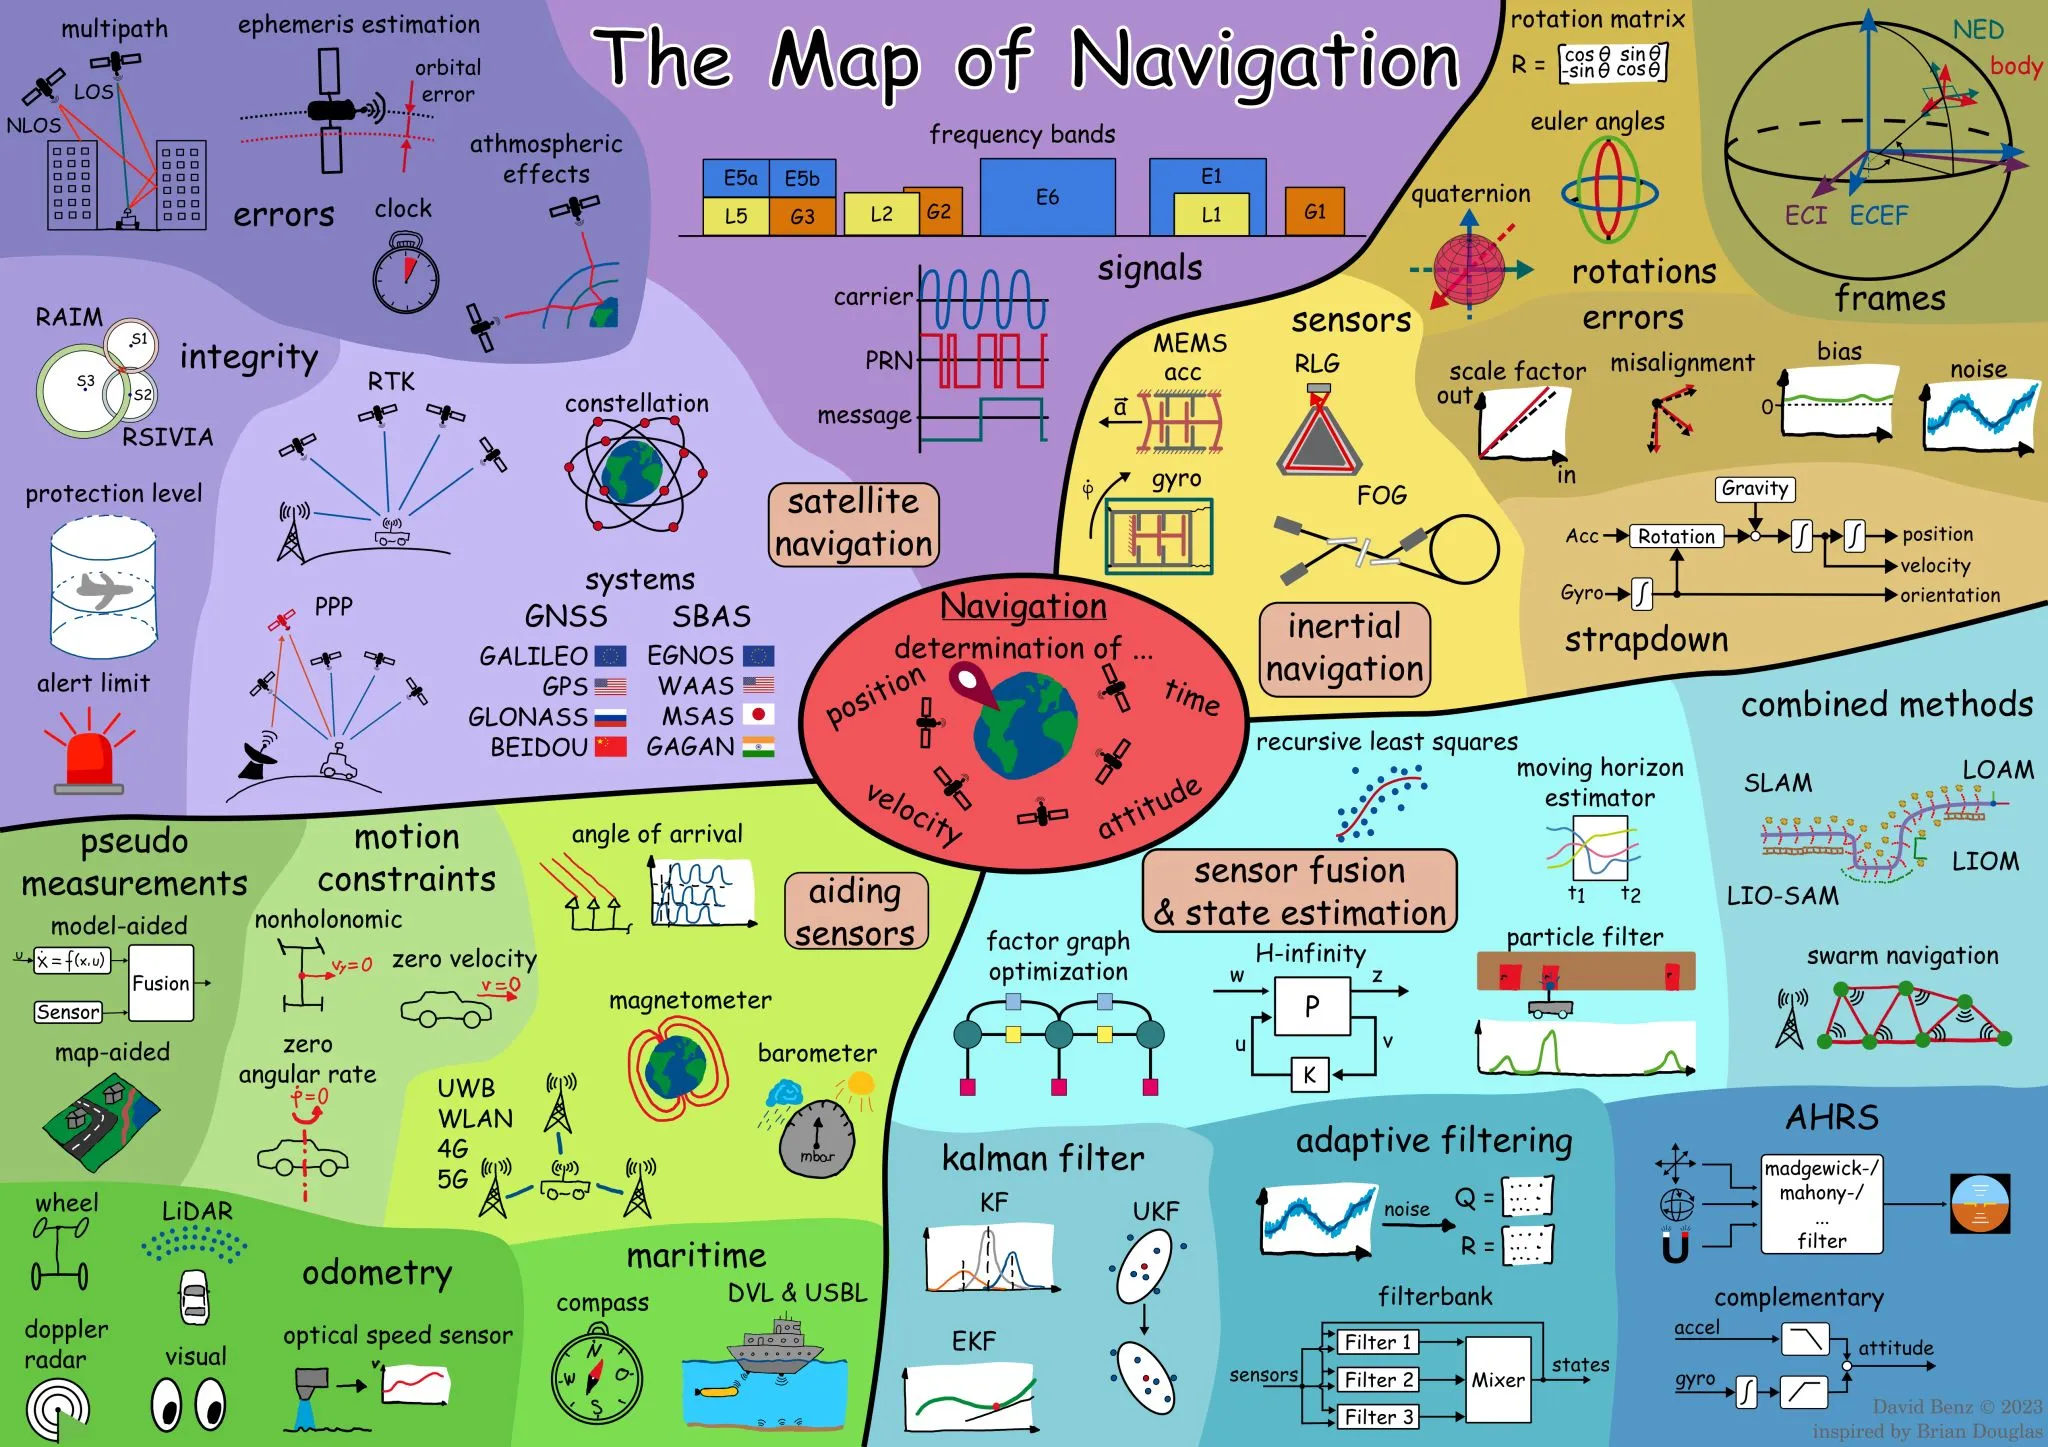 The Map of Navigation
multipath
LOS
NLOS
ephemeris estimation
orbital
error
athmospheric
effects
clock
errors
frequency bands
E5a
E5b
L5
G3
L2
G2
E6
E1
L1
G1
signals
carrier
PRN
message
rotation matrix
R = [cos θ sin θ
-sin θ cos θ]
euler angles
quaternion
rotations
NED
body
ECI
ECEF
frames
RAIM
S1
S3
S2
RSIVIA
integrity
protection level
alert limit
RTK
constellation
PPP
satellite
navigation
systems
GNSS
SBAS
GALILEO
EGNOS
GPS
WAAS
GLONASS
MSAS
BEIDOU
GAGAN
sensors
MEMS
acc
a
gyro
φ̇
RLG
FOG
inertial
navigation
errors
scale factor
out
in
misalignment
bias
0
noise
Gravity
Acc
Rotation
∫
∫
position
velocity
Gyro
∫
orientation
strapdown
Navigation
determination of ...
position
time
velocity
attitude
pseudo
measurements
model-aided
u
ẋ = f(x,u)
Sensor
Fusion
map-aided
motion
constraints
nonholonomic
vy=0
zero velocity
v=0
zero
angular rate
φ̇=0
angle of arrival
aiding
sensors
magnetometer
barometer
mbar
UWB
WLAN
4G
5G
wheel
LiDAR
odometry
doppler
radar
visual
optical speed sensor
v
maritime
compass
N
W
O
S
DVL & USBL
recursive least squares
moving horizon
estimator
t1
t2
sensor fusion
& state estimation
factor graph
optimization
H-infinity
w
P
z
u
v
K
particle filter
combined methods
SLAM
LOAM
LIOM
LIO-SAM
swarm navigation
kalman filter
KF
UKF
EKF
adaptive filtering
noise
Q =
R =
filterbank
sensors
Filter 1
Filter 2
Filter 3
Mixer
states
AHRS
madgewick-/
mahony-/
...
filter
complementary
accel
gyro
∫
attitude
David Benz © 2023
inspired by Brian Douglas